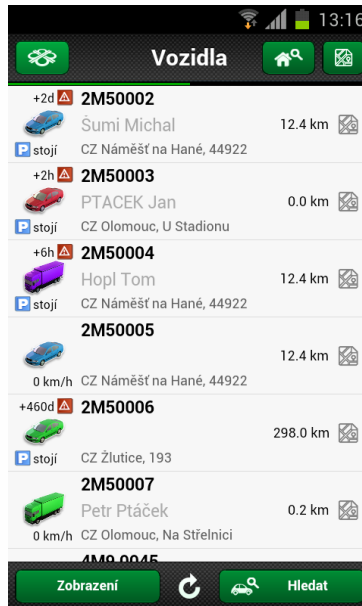 13:16
Vozidla
+2d 2M50002
Šumi Michal 12.4 km
P stojí CZ Náměšť na Hané, 44922
+2h 2M50003
PTACEK Jan 0.0 km
P stojí CZ Olomouc, U Stadionu
+6h 2M50004
Hopl Tom 12.4 km
P stojí CZ Náměšť na Hané, 44922
2M50005
12.4 km
0 km/h CZ Náměšť na Hané, 44922
+460d 2M50006
298.0 km
P stojí CZ Žlutice, 193
2M50007
Petr Ptáček 0.2 km
0 km/h CZ Olomouc, Na Střelnici
4M9 0045
Zobrazení Hledat